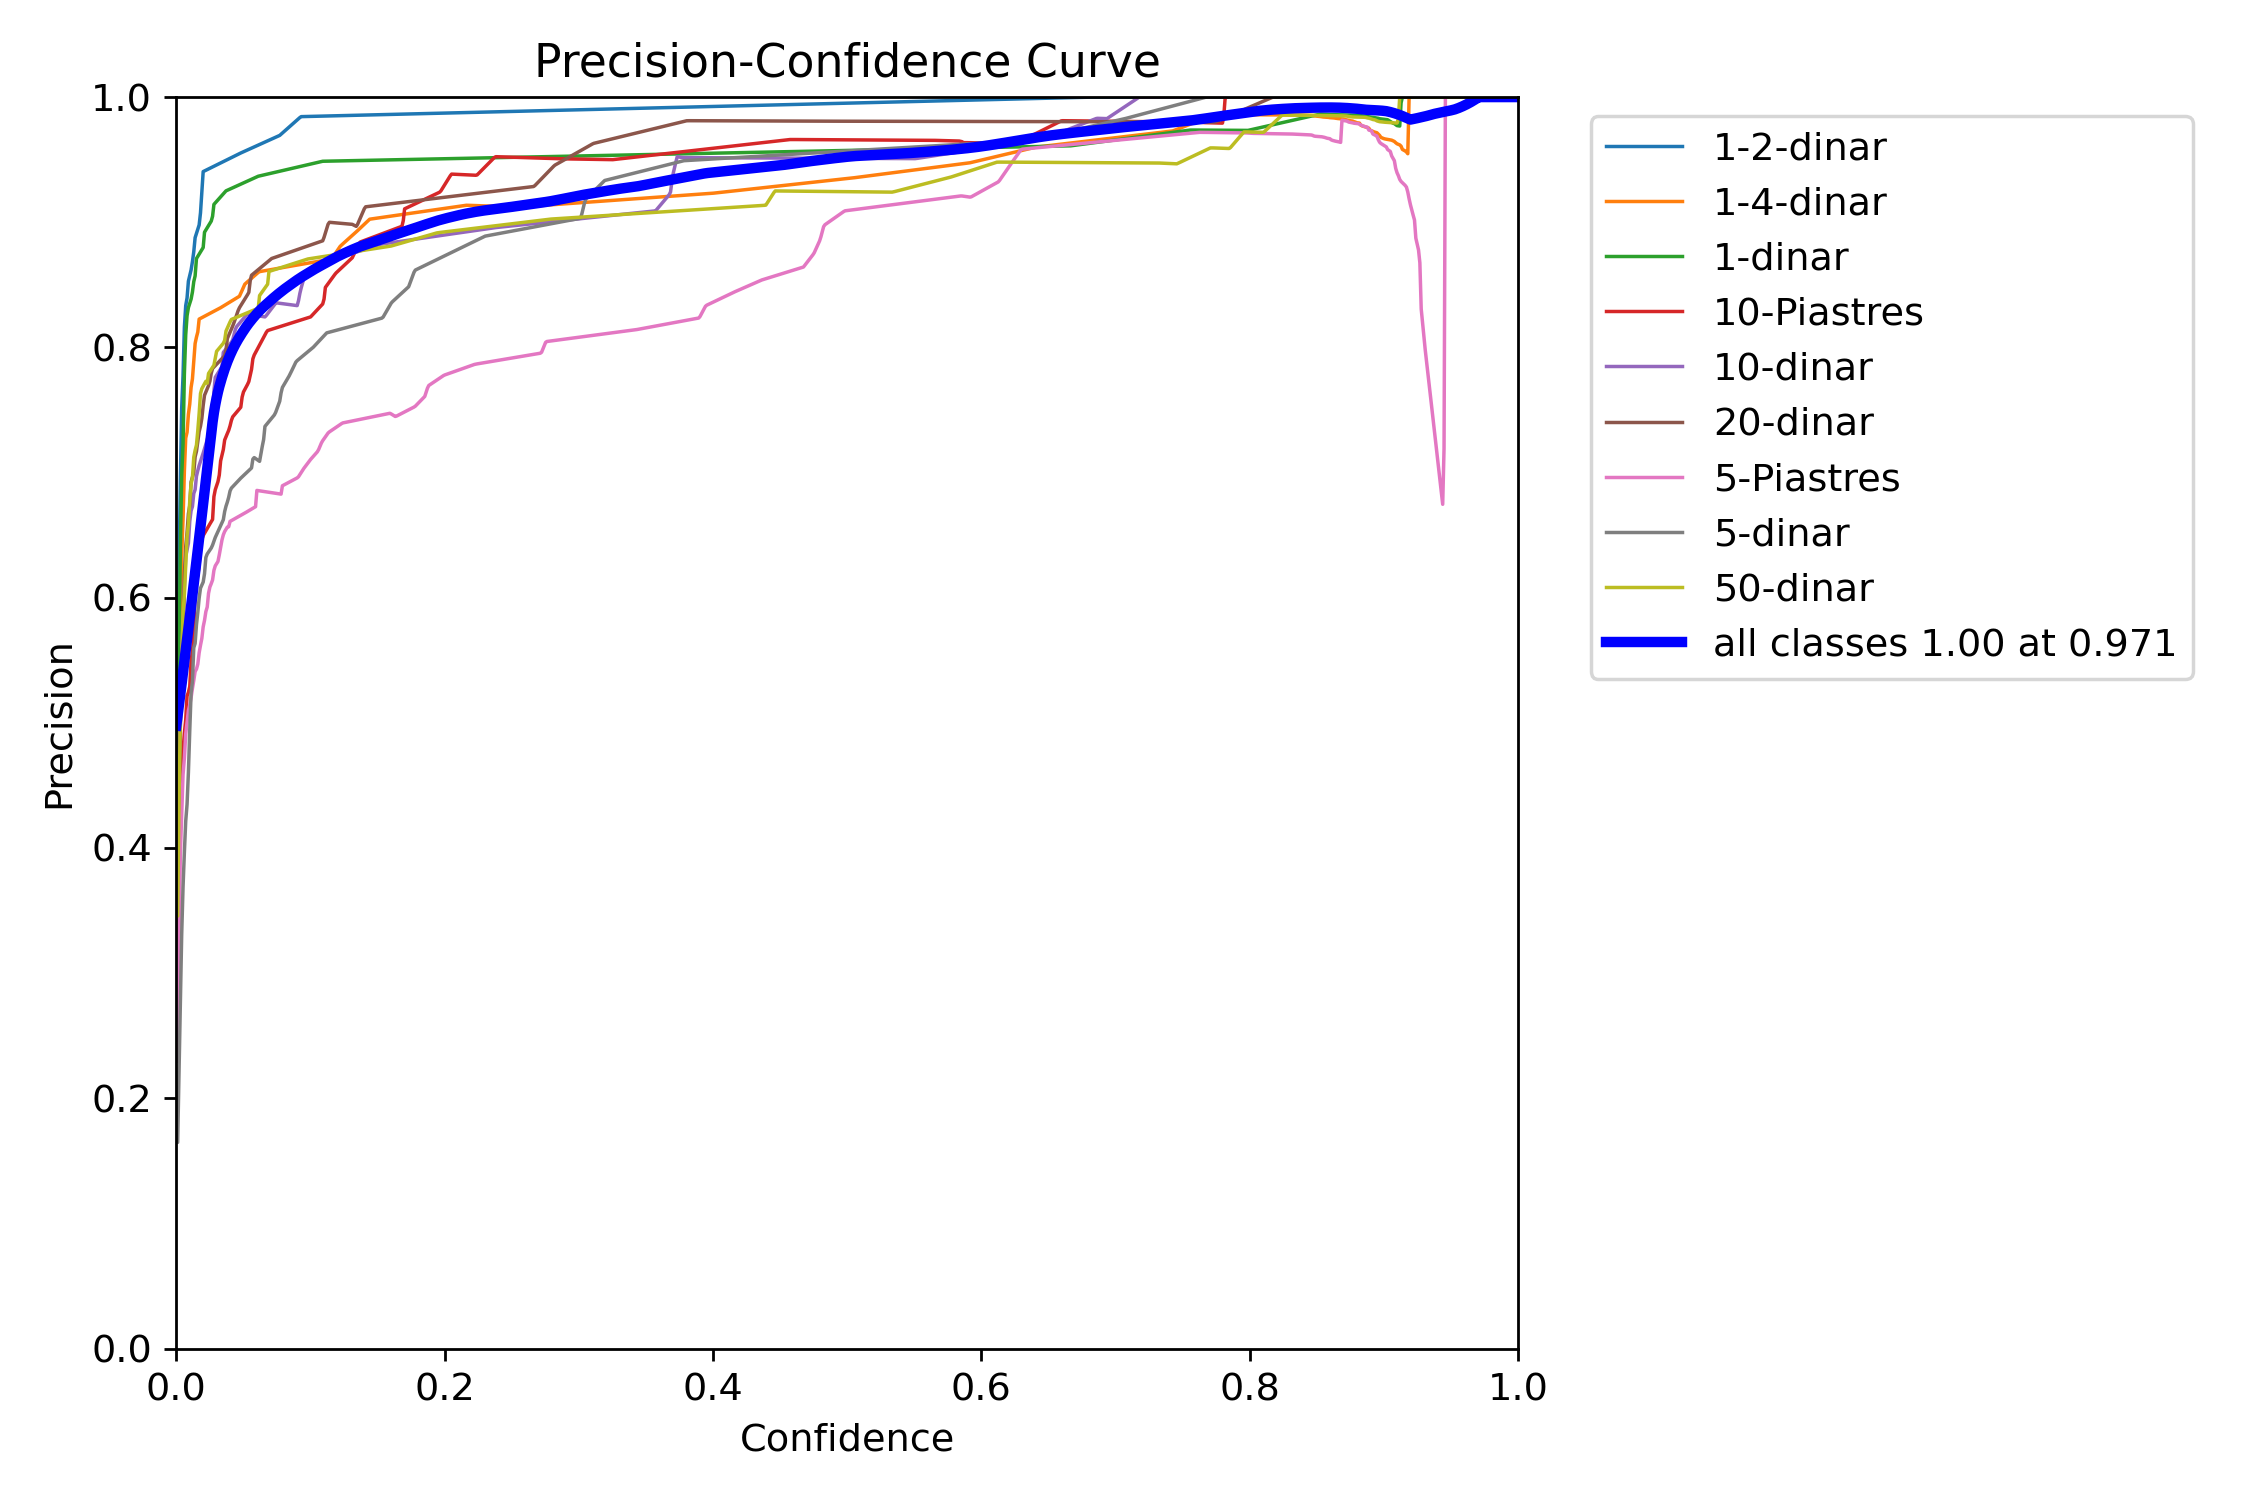 Precision-Confidence Curve
1.0
0.8
0.6
0.4
0.2
0.0
Precision
0.0 0.2 0.4 0.6 0.8 1.0
Confidence
1-2-dinar
1-4-dinar
1-dinar
10-Piastres
10-dinar
20-dinar
5-Piastres
5-dinar
50-dinar
all classes 1.00 at 0.971